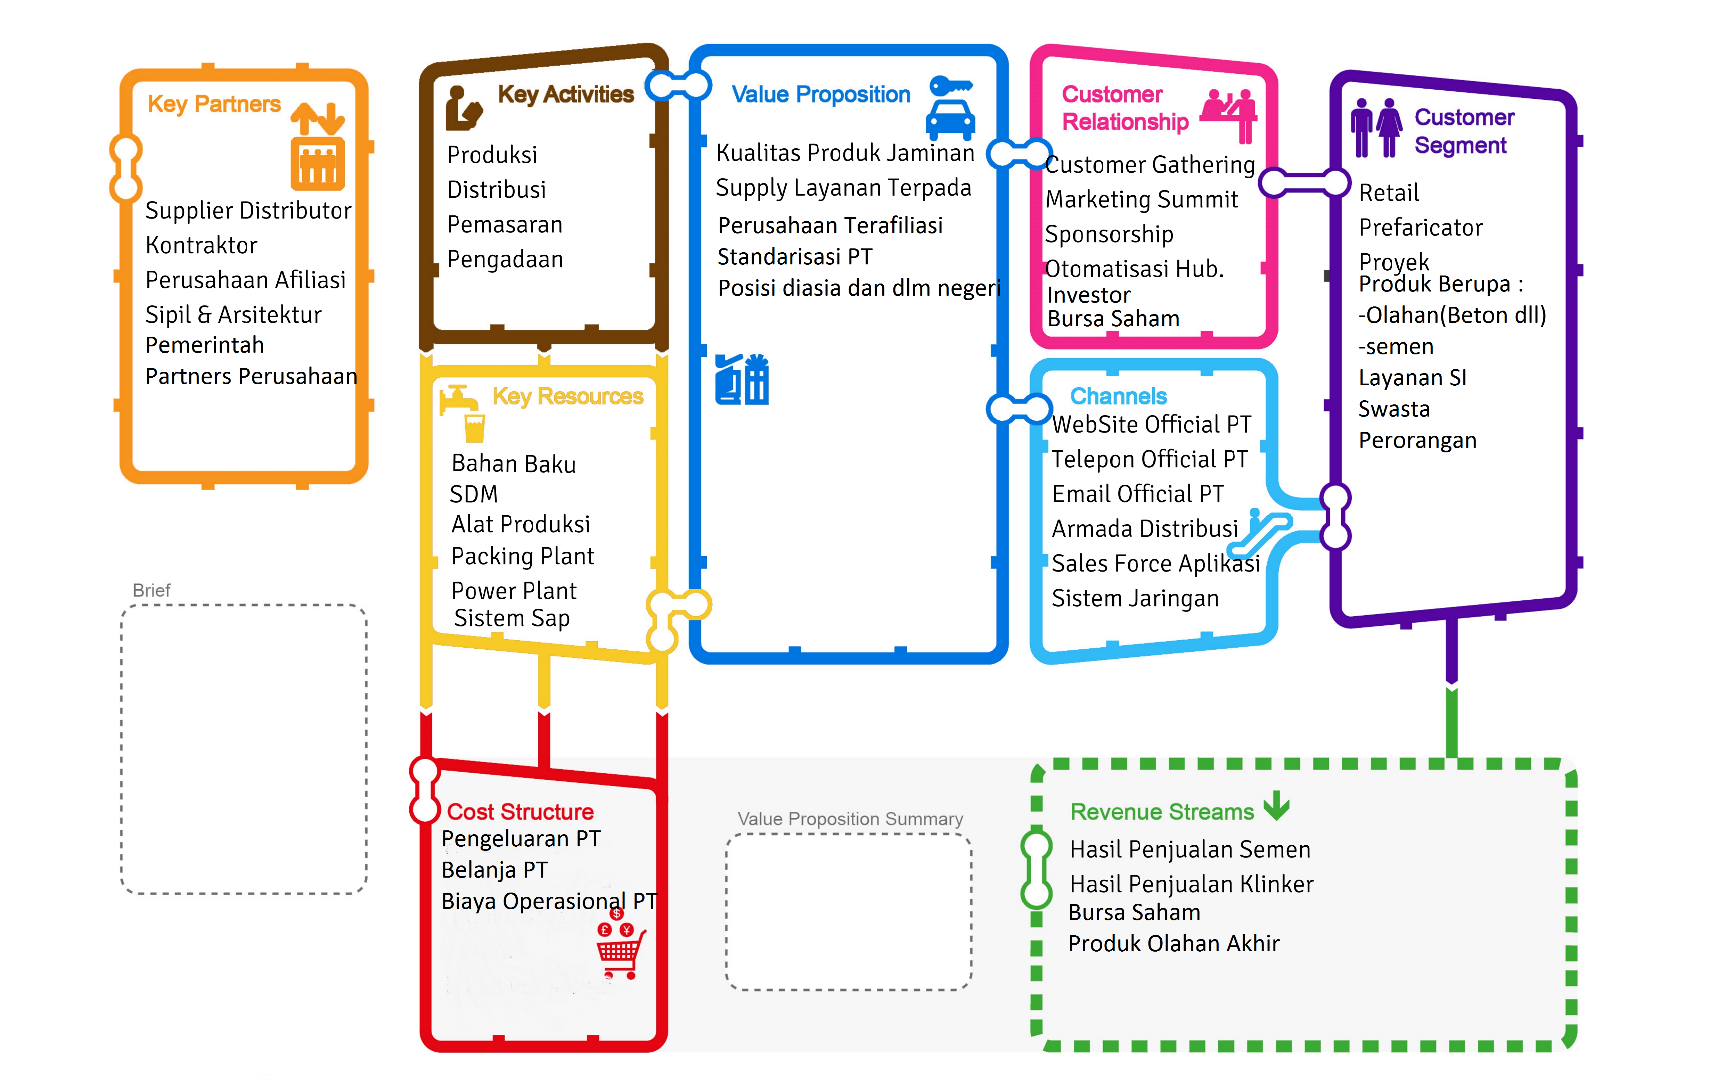 Key Partners
Supplier Distributor
Kontraktor
Perusahaan Afiliasi
Sipil & Arsitektur
Pemerintah
Partners Perusahaan
Key Activities
Produksi
Distribusi
Pemasaran
Pengadaan
Key Resources
Bahan Baku
SDM
Alat Produksi
Packing Plant
Power Plant
Sistem Sap
Value Proposition
Kualitas Produk Jaminan
Supply Layanan Terpada
Perusahaan Terafiliasi
Standarisasi PT
Posisi diasia dan dlm negeri
Customer
Relationship
Customer Gathering
Marketing Summit
Sponsorship
Otomatisasi Hub.
Investor
Bursa Saham
Channels
WebSite Official PT
Telepon Official PT
Email Official PT
Armada Distribusi
Sales Force Aplikasi
Sistem Jaringan
Customer
Segment
Retail
Prefaricator
Proyek
Produk Berupa :
-Olahan(Beton dll)
-semen
Layanan SI
Swasta
Perorangan
Brief
Cost Structure
Pengeluaran PT
Belanja PT
Biaya Operasional PT
$
£ ¥
Value Proposition Summary
Revenue Streams
Hasil Penjualan Semen
Hasil Penjualan Klinker
Bursa Saham
Produk Olahan Akhir